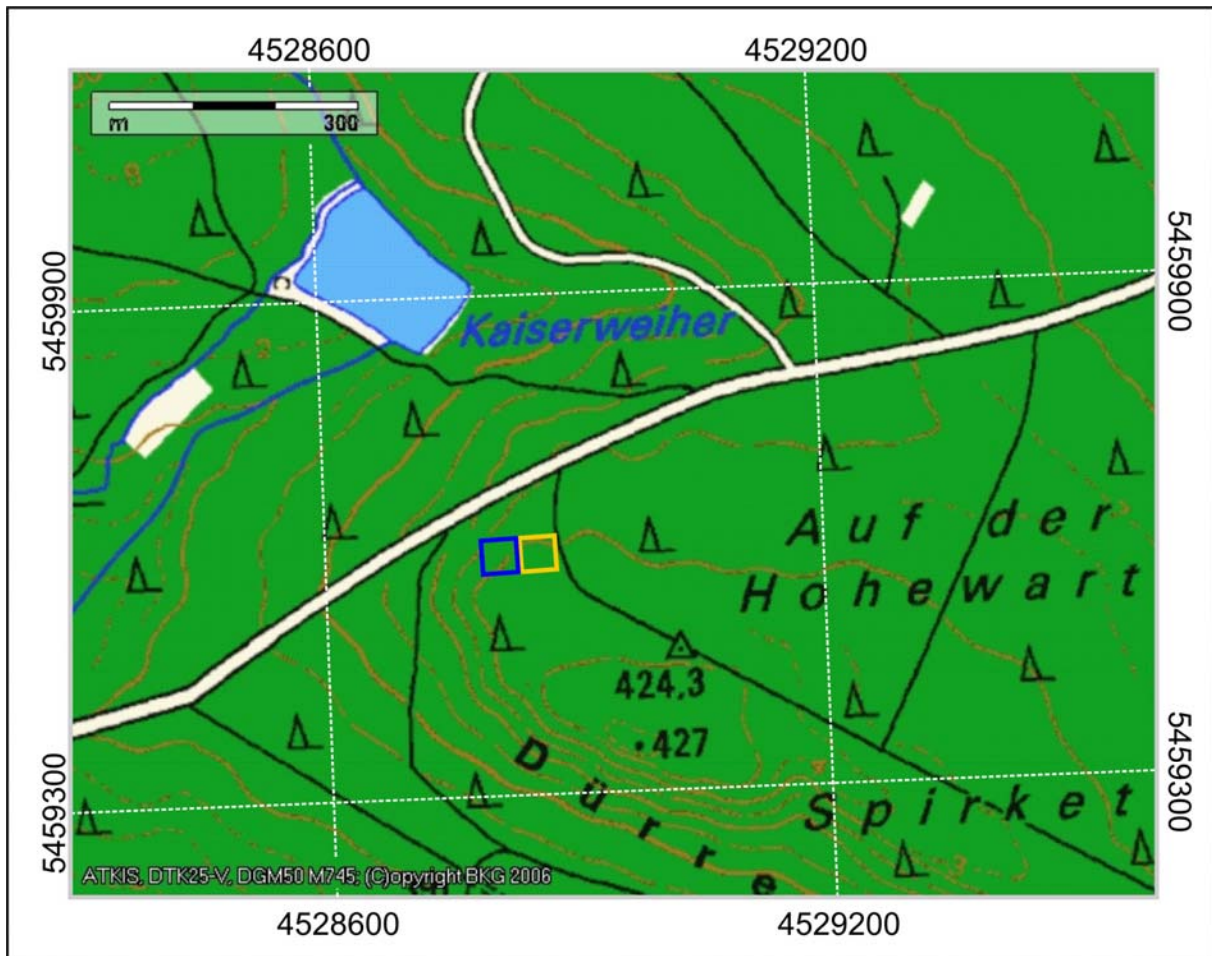 4528600 4529200
m 300
5459900
5459900
Kaiserweiher
Auf der
Hohewart
424,3
427
Dürre
Spirket
5459300
5459300
ATKIS, DTK25-V, DGM50 M745; (C)opyright BKG 2006
4528600 4529200